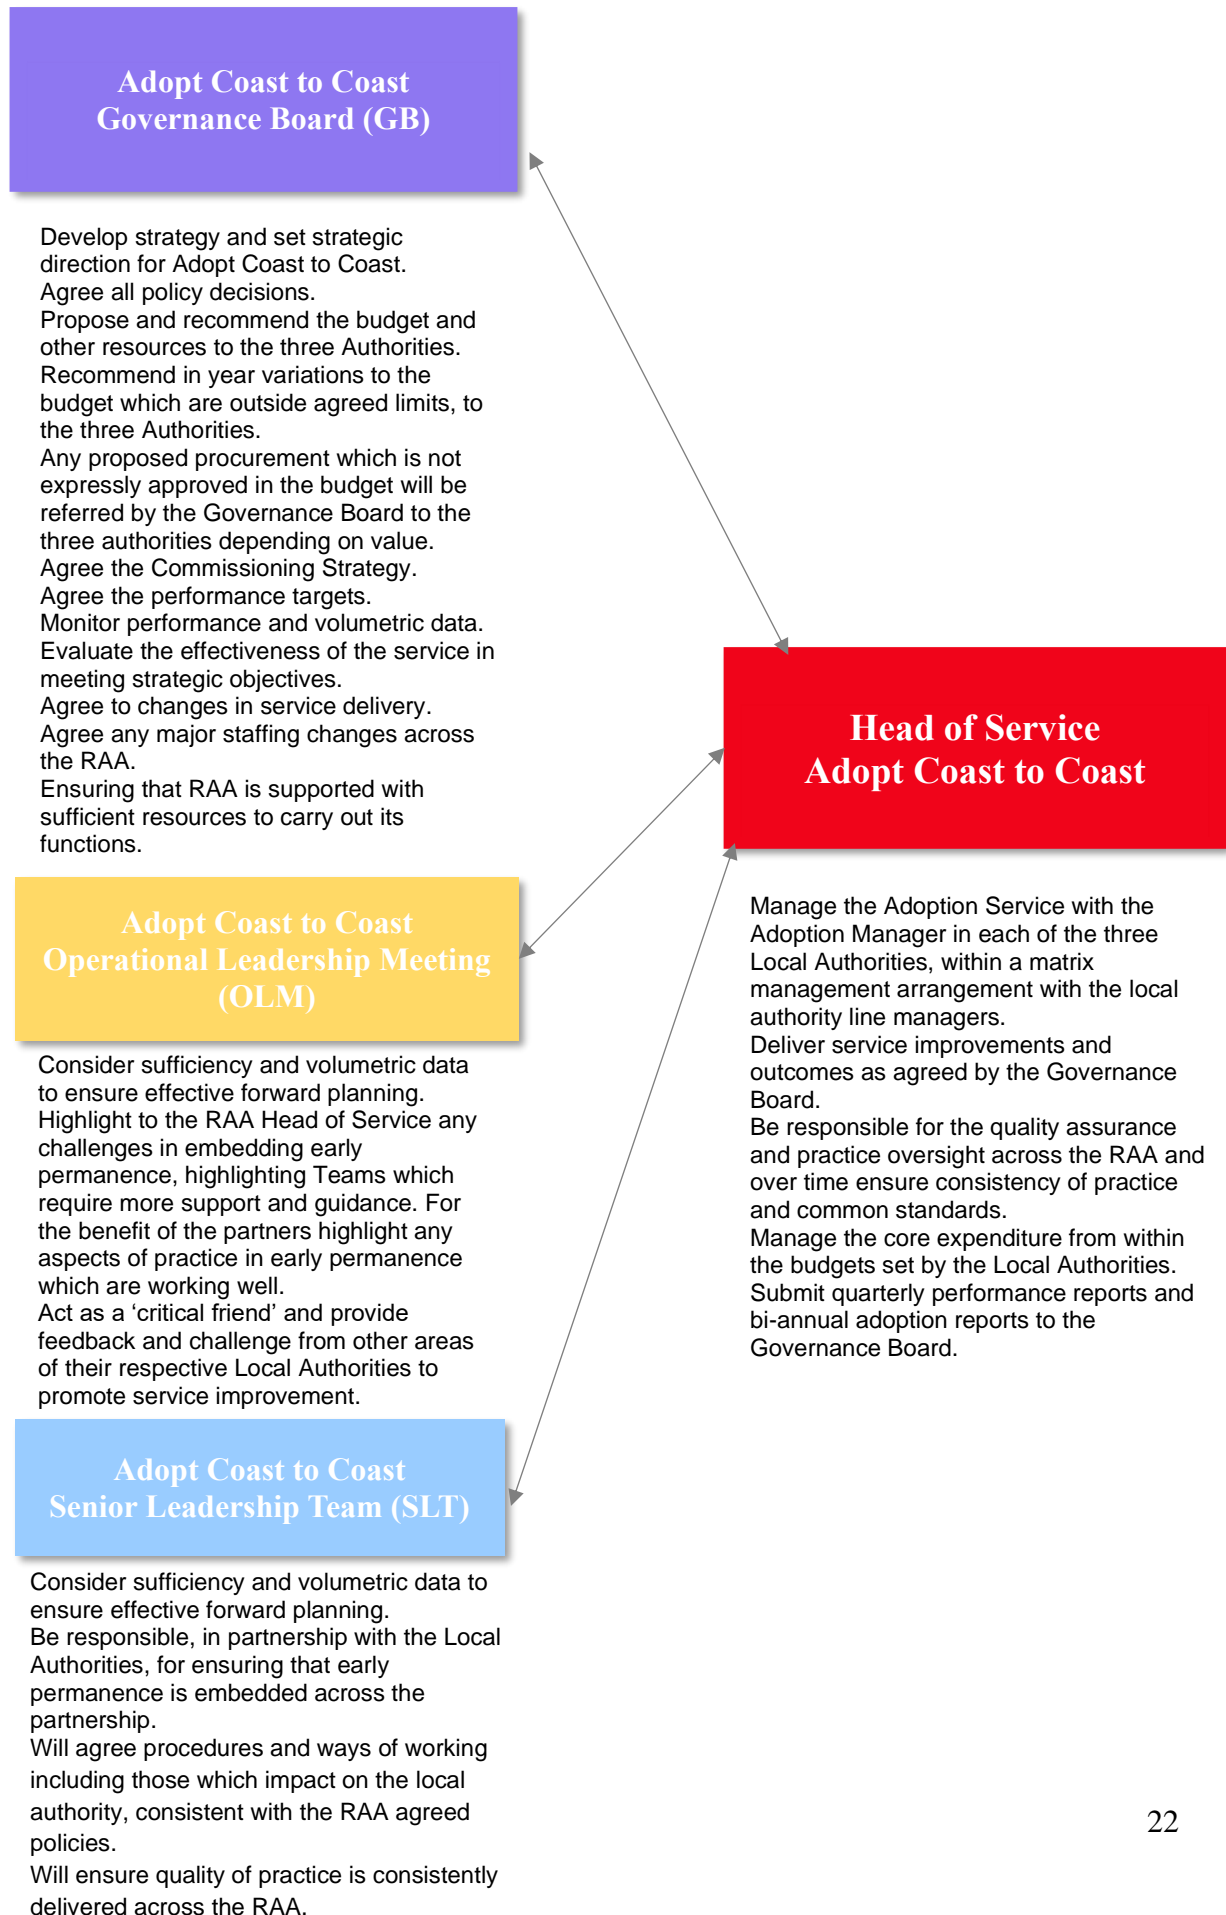 Adopt Coast to Coast
Governance Board (GB)
Develop strategy and set strategic
direction for Adopt Coast to Coast.
Agree all policy decisions.
Propose and recommend the budget and
other resources to the three Authorities.
Recommend in year variations to the
budget which are outside agreed limits, to
the three Authorities.
Any proposed procurement which is not
expressly approved in the budget will be
referred by the Governance Board to the
three authorities depending on value.
Agree the Commissioning Strategy.
Agree the performance targets.
Monitor performance and volumetric data.
Evaluate the effectiveness of the service in
meeting strategic objectives.
Agree to changes in service delivery.
Agree any major staffing changes across
the RAA.
Ensuring that RAA is supported with
sufficient resources to carry out its
functions.
Adopt Coast to Coast
Operational Leadership Meeting
(OLM)
Consider sufficiency and volumetric data
to ensure effective forward planning.
Highlight to the RAA Head of Service any
challenges in embedding early
permanence, highlighting Teams which
require more support and guidance. For
the benefit of the partners highlight any
aspects of practice in early permanence
which are working well.
Act as a ‘critical friend’ and provide
feedback and challenge from other areas
of their respective Local Authorities to
promote service improvement.
Adopt Coast to Coast
Senior Leadership Team (SLT)
Consider sufficiency and volumetric data to
ensure effective forward planning.
Be responsible, in partnership with the Local
Authorities, for ensuring that early
permanence is embedded across the
partnership.
Will agree procedures and ways of working
including those which impact on the local
authority, consistent with the RAA agreed
policies.
Will ensure quality of practice is consistently
delivered across the RAA.
Head of Service
Adopt Coast to Coast
Manage the Adoption Service with the
Adoption Manager in each of the three
Local Authorities, within a matrix
management arrangement with the local
authority line managers.
Deliver service improvements and
outcomes as agreed by the Governance
Board.
Be responsible for the quality assurance
and practice oversight across the RAA and
over time ensure consistency of practice
and common standards.
Manage the core expenditure from within
the budgets set by the Local Authorities.
Submit quarterly performance reports and
bi-annual adoption reports to the
Governance Board.
22